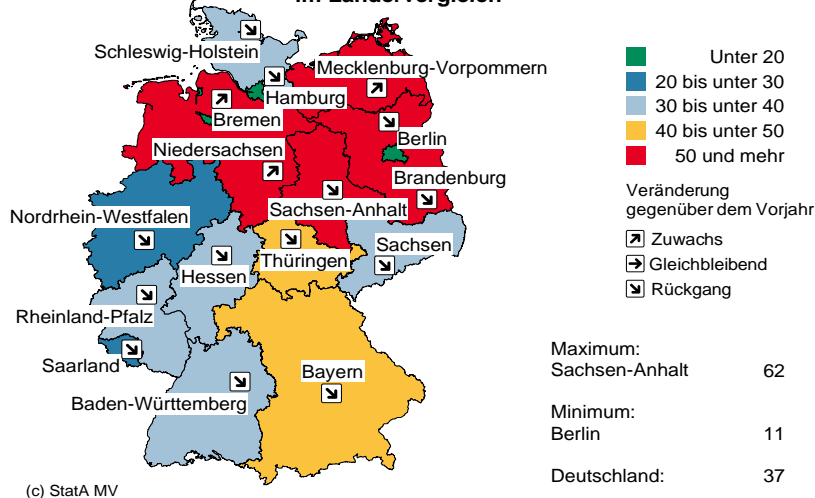 im Ländervergleich
Schleswig-Holstein
Mecklenburg-Vorpommern
Hamburg
Bremen
Berlin
Niedersachsen
Brandenburg
Sachsen-Anhalt
Nordrhein-Westfalen
Sachsen
Thüringen
Hessen
Rheinland-Pfalz
Saarland
Bayern
Baden-Württemberg
(c) StatA MV
Unter 20
20 bis unter 30
30 bis unter 40
40 bis unter 50
50 und mehr
Veränderung
gegenüber dem Vorjahr
Zuwachs
Gleichbleibend
Rückgang
Maximum:
Sachsen-Anhalt 62
Minimum:
Berlin 11
Deutschland: 37